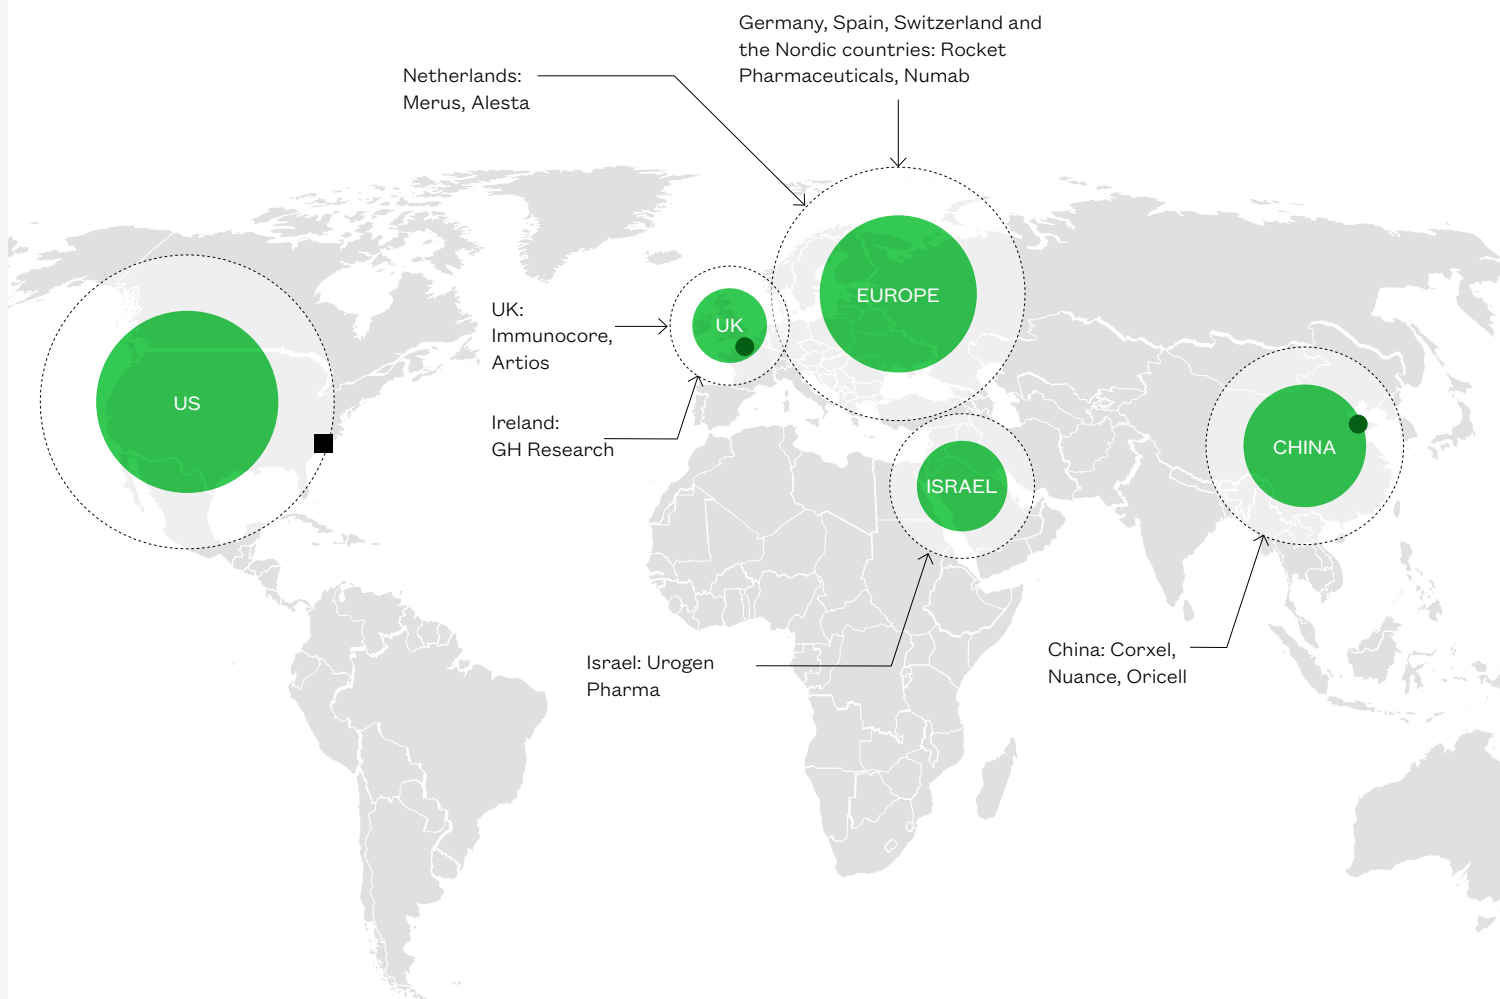 Germany, Spain, Switzerland and
the Nordic countries: Rocket
Pharmaceuticals, Numab
Netherlands:
Merus, Alesta
EUROPE
UK:
Immunocore,
Artios
UK
US
Ireland:
GH Research
CHINA
ISRAEL
Israel: Urogen
Pharma
China: Corxel,
Nuance, Oricell